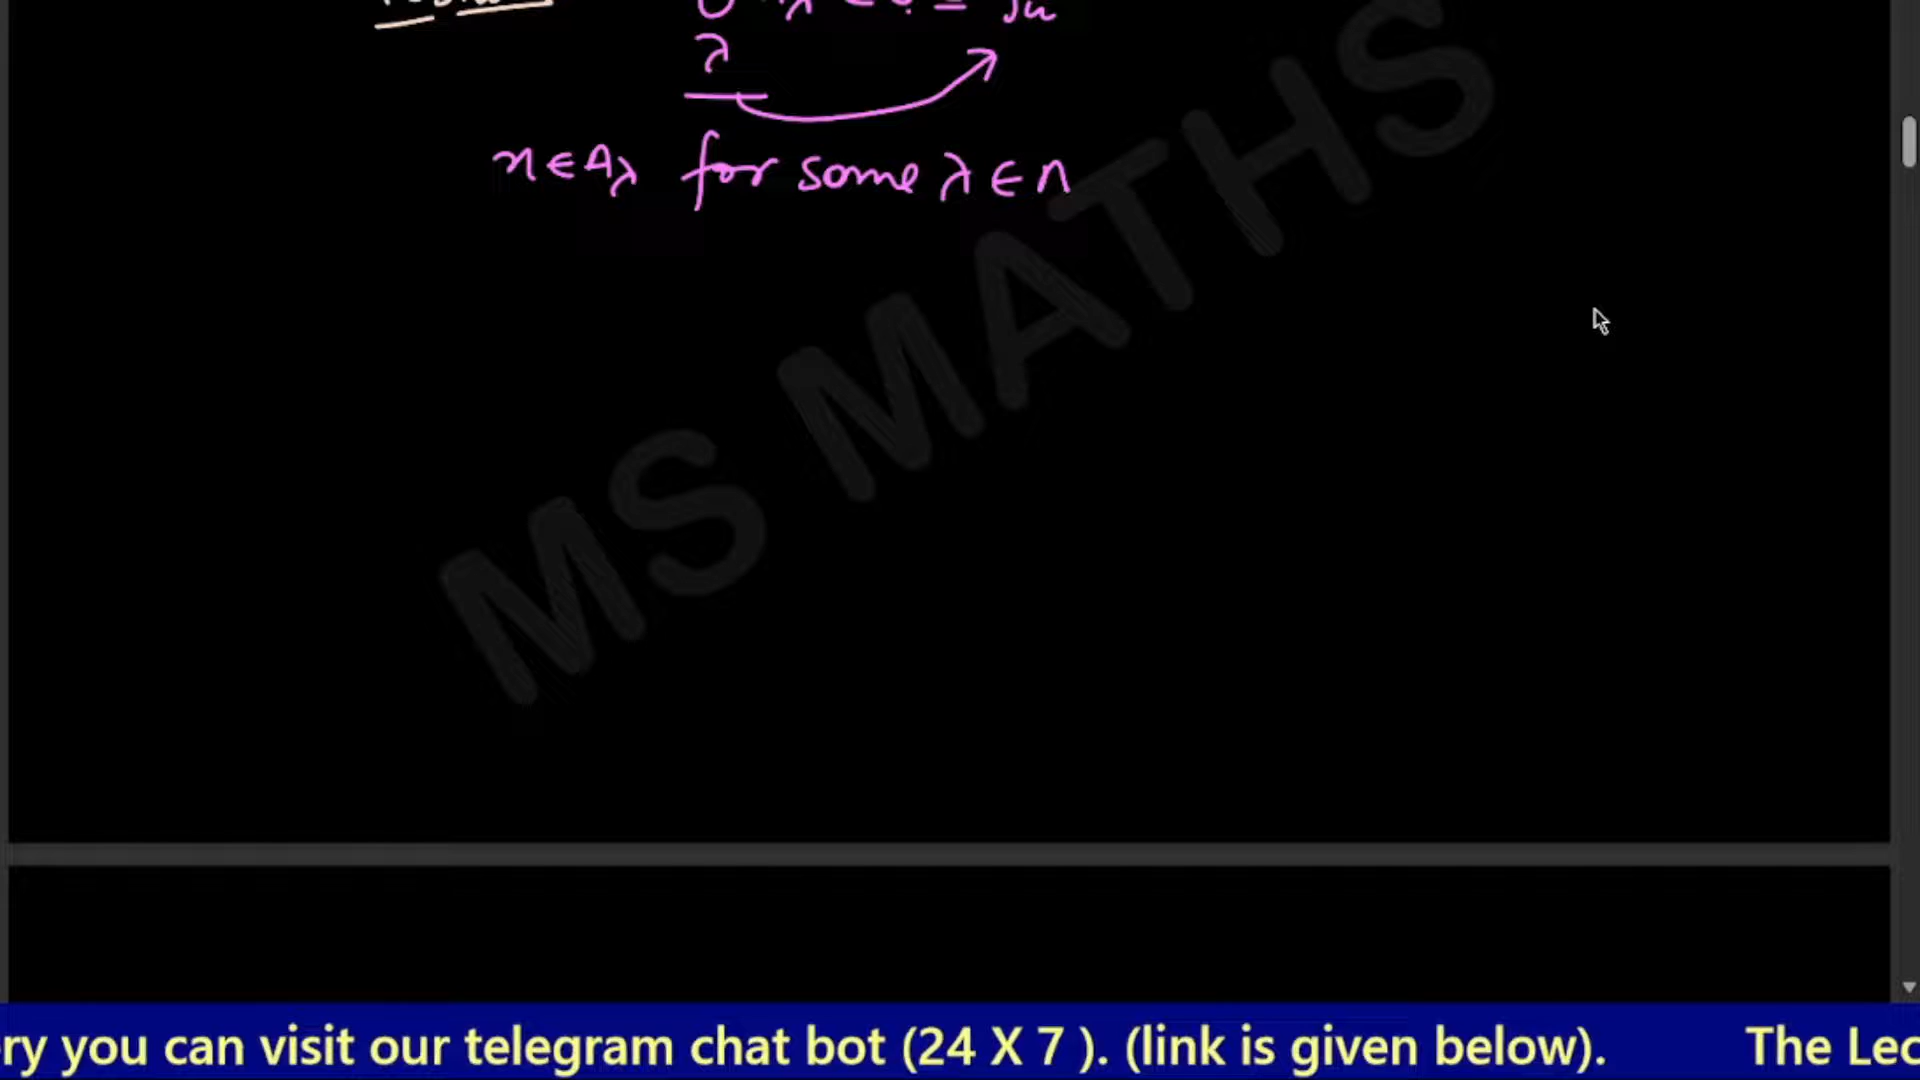 λ
x ∈ Aλ for some λ ∈ Λ
MS MATHS
ry you can visit our telegram chat bot (24 X 7 ). (link is given below). The Lec